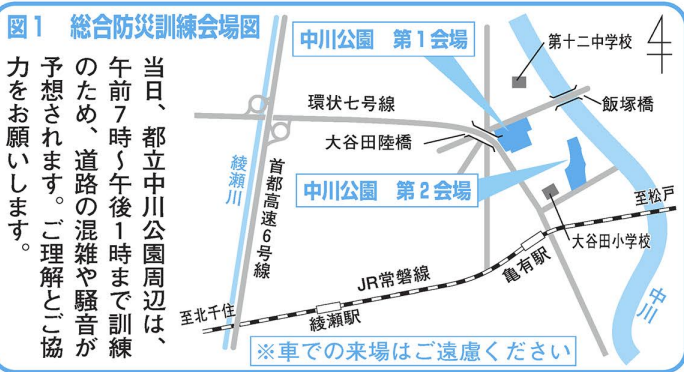 図1 総合防災訓練会場図
当日、都立中川公園周辺は、
午前7時〜午後1時まで訓練
のため、道路の混雑や騒音が
予想されます。ご理解とご協
力をお願いします。
中川公園 第1会場
第十二中学校
飯塚橋
環状七号線
大谷田陸橋
綾瀬川
首都高速6号線
中川公園 第2会場
至松戸
大谷田小学校
亀有駅
JR常磐線
中川
至北千住
綾瀬駅
※車での来場はご遠慮ください